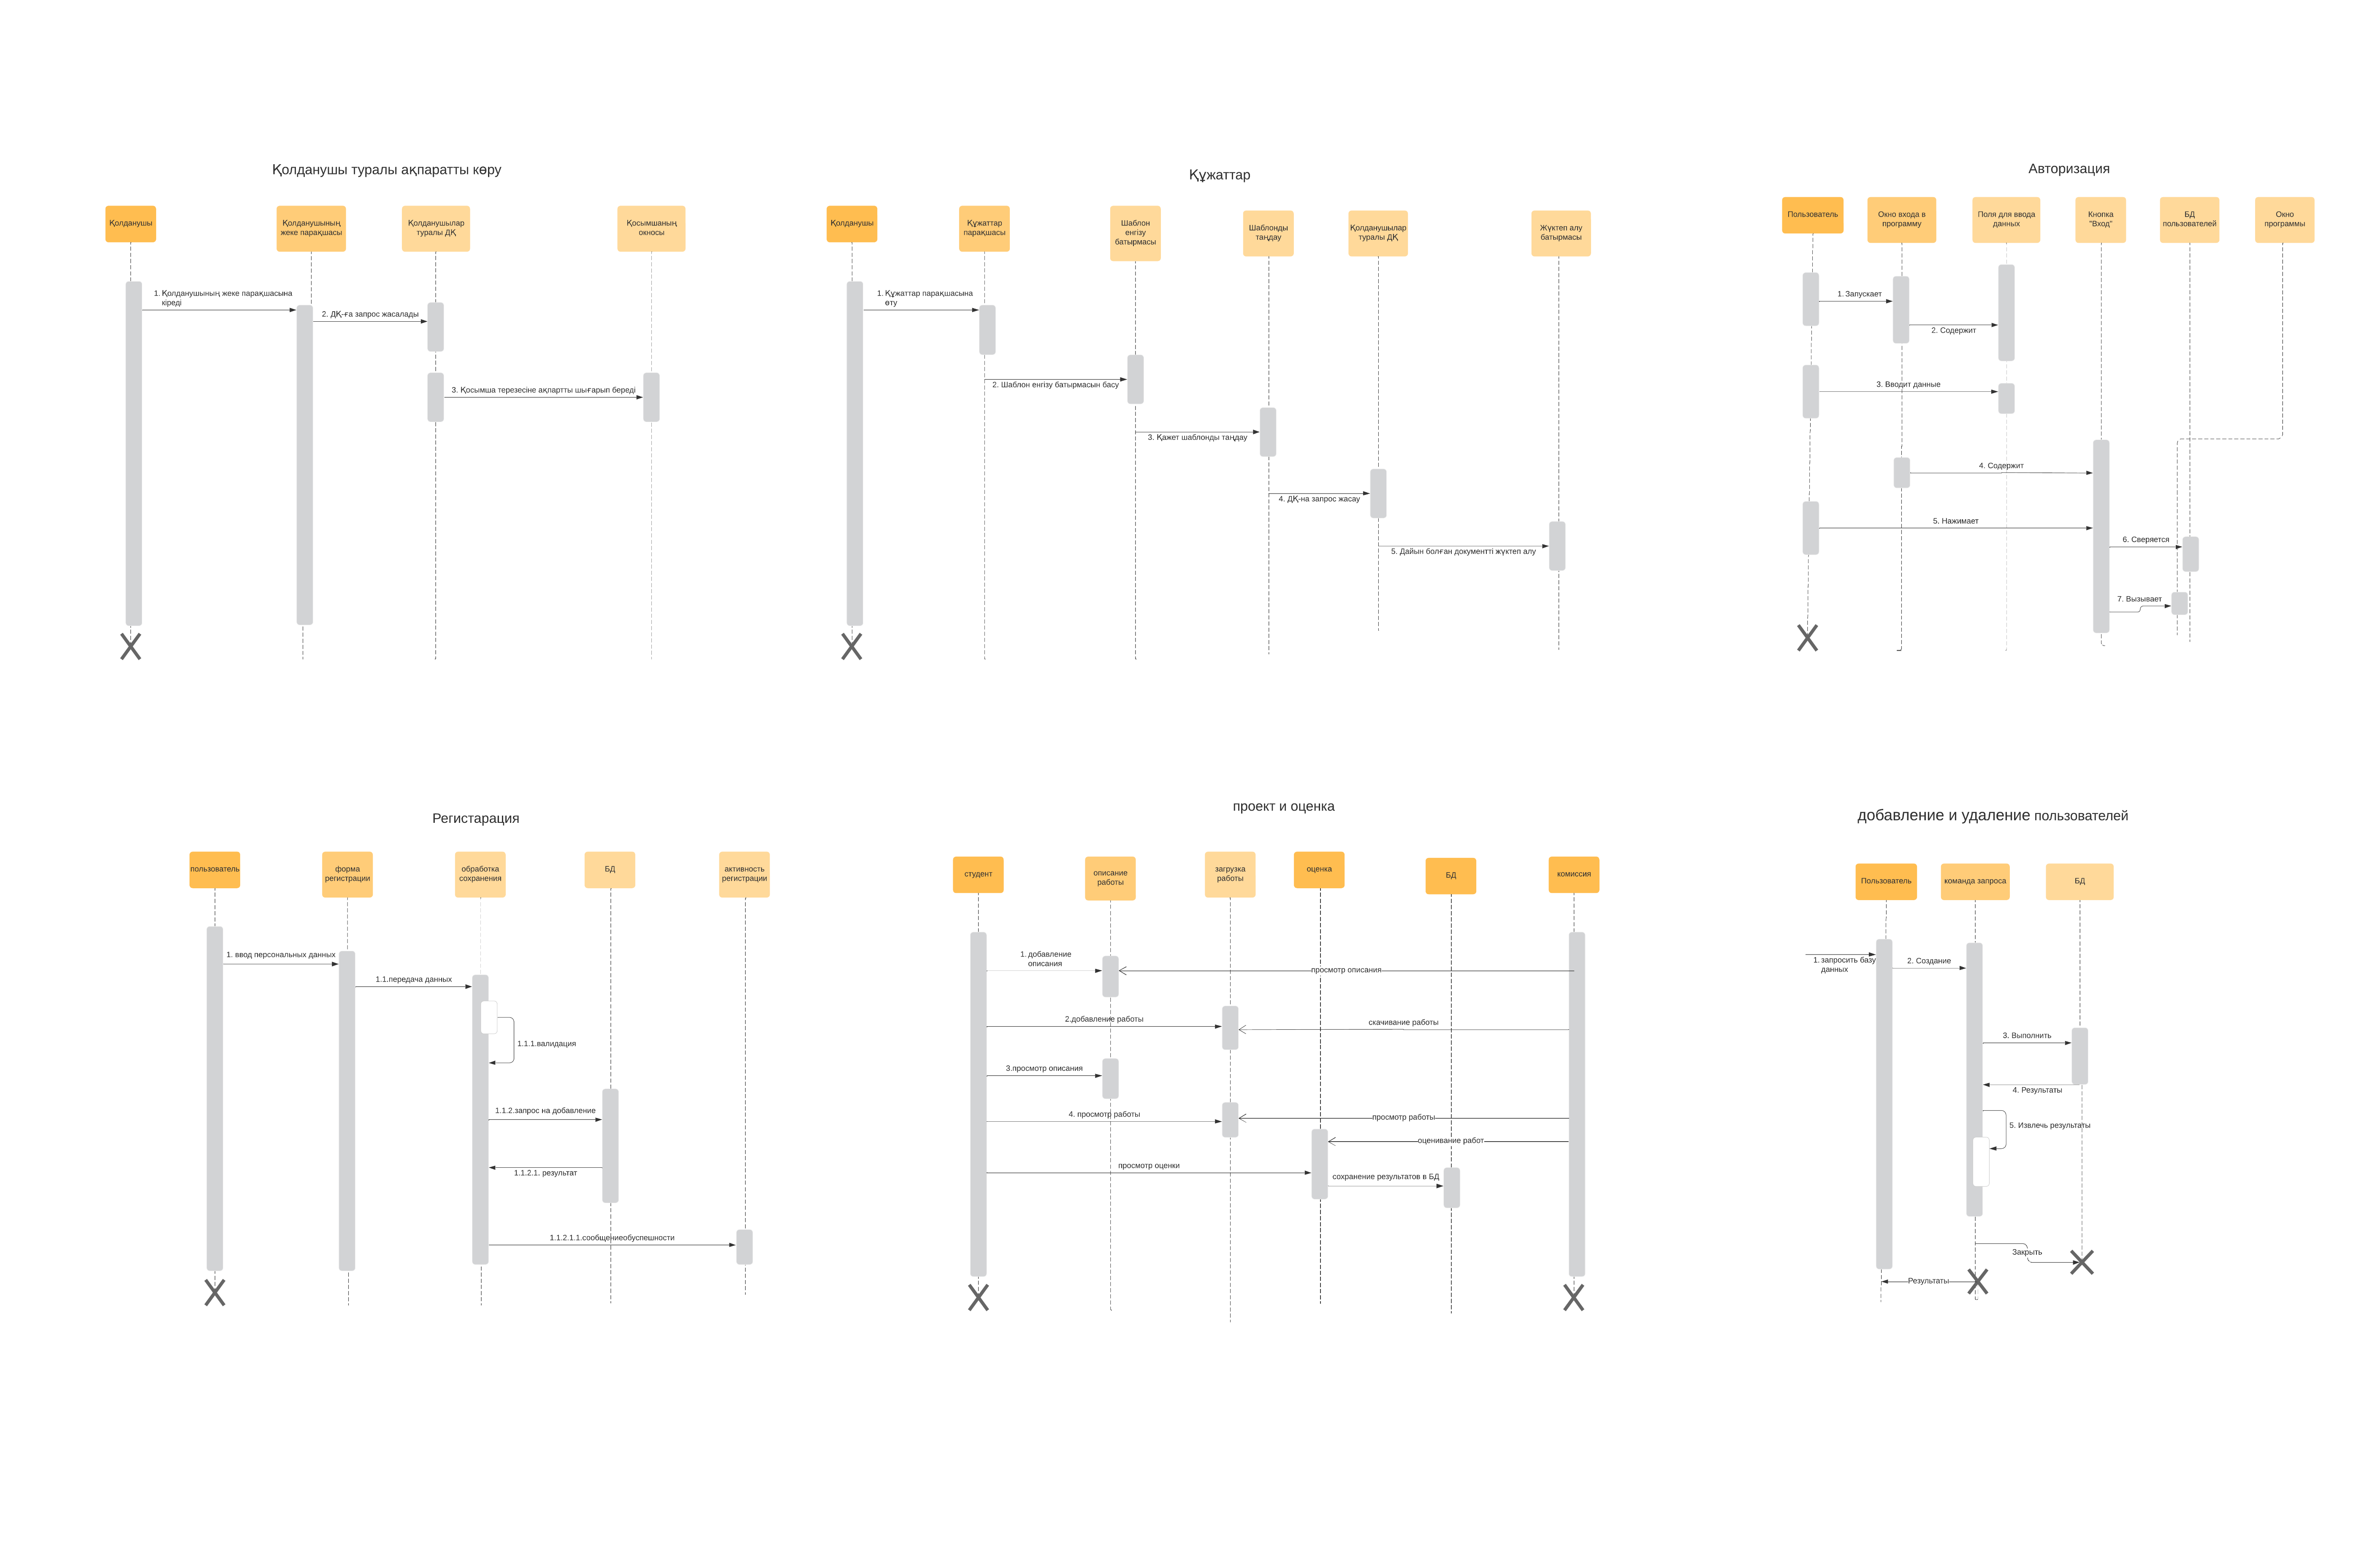 Қолданушы туралы ақпаратты көру
Қолданушы
Қолданушының
жеке парақшасы
Қолданушылар
туралы ДҚ
Қосымшаның
окносы
1. Қолданушының жеке парақшасына
кіреді
2. ДҚ-ға запрос жасалады
3. Қосымша терезесіне ақпартты шығарып береді
Құжаттар
Қолданушы
Құжаттар
парақшасы
Шаблон
енгізу
батырмасы
Шаблонды
таңдау
Қолданушылар
туралы ДҚ
Жүктеп алу
батырмасы
1. Құжаттар парақшасына
өту
2. Шаблон енгізу батырмасын басу
3. Қажет шаблонды таңдау
4. ДҚ-на запрос жасау
5. Дайын болған документті жүктеп алу
Авторизация
Пользователь
Окно входа в
программу
Поля для ввода
данных
Кнопка
"Вход"
БД
пользователей
Окно
программы
1. Запускает
2. Содержит
3. Вводит данные
4. Содержит
5. Нажимает
6. Сверяется
7. Вызывает
Регистарация
пользователь
форма
регистрации
обработка
сохранения
БД
активность
регистрации
1. ввод персональных данных
1.1.передача данных
1.1.1.валидация
1.1.2.запрос на добавление
1.1.2.1. результат
1.1.2.1.1.сообщениеобуспешности
проект и оценка
студент
описание
работы
загрузка
работы
оценка
БД
комиссия
1. добавление
описания
просмотр описания
2.добавление работы
скачивание работы
3.просмотр описания
4. просмотр работы
просмотр работы
оценивание работ
просмотр оценки
сохранение результатов в БД
добавление и удаление пользователей
Пользователь
команда запроса
БД
1. запросить базу
данных
2. Создание
3. Выполнить
4. Результаты
5. Извлечь результаты
Закрыть
Результаты